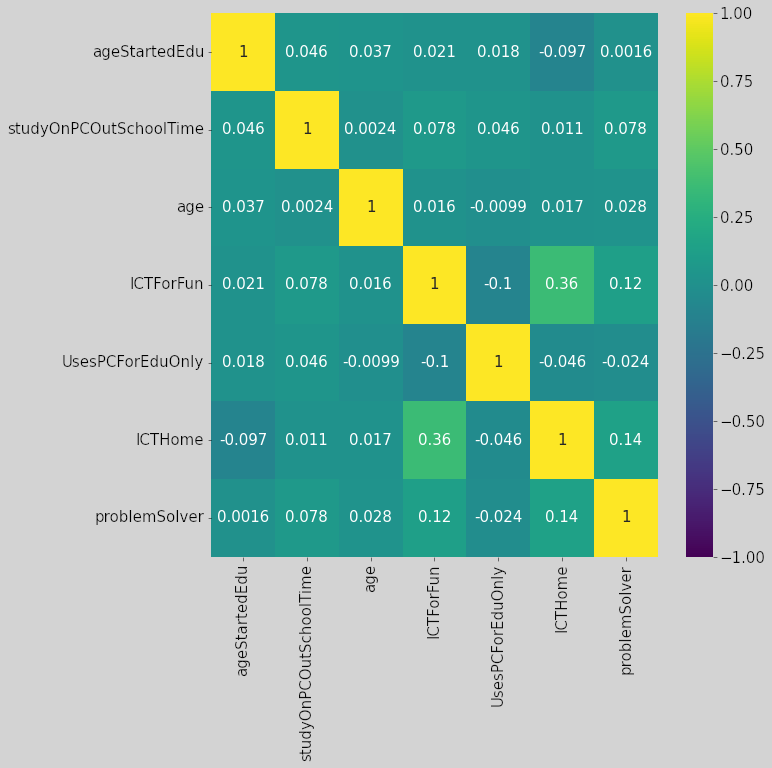 ageStartedEdu 1 0.046 0.037 0.021 0.018 -0.097 0.0016
studyOnPCOutSchoolTime 0.046 1 0.0024 0.078 0.046 0.011 0.078
age 0.037 0.0024 1 0.016 -0.0099 0.017 0.028
ICTForFun 0.021 0.078 0.016 1 -0.1 0.36 0.12
UsesPCForEduOnly 0.018 0.046 -0.0099 -0.1 1 -0.046 -0.024
ICTHome -0.097 0.011 0.017 0.36 -0.046 1 0.14
problemSolver 0.0016 0.078 0.028 0.12 -0.024 0.14 1
ageStartedEdu
studyOnPCOutSchoolTime
age
ICTForFun
UsesPCForEduOnly
ICTHome
problemSolver
1.00
0.75
0.50
0.25
0.00
−0.25
−0.50
−0.75
−1.00